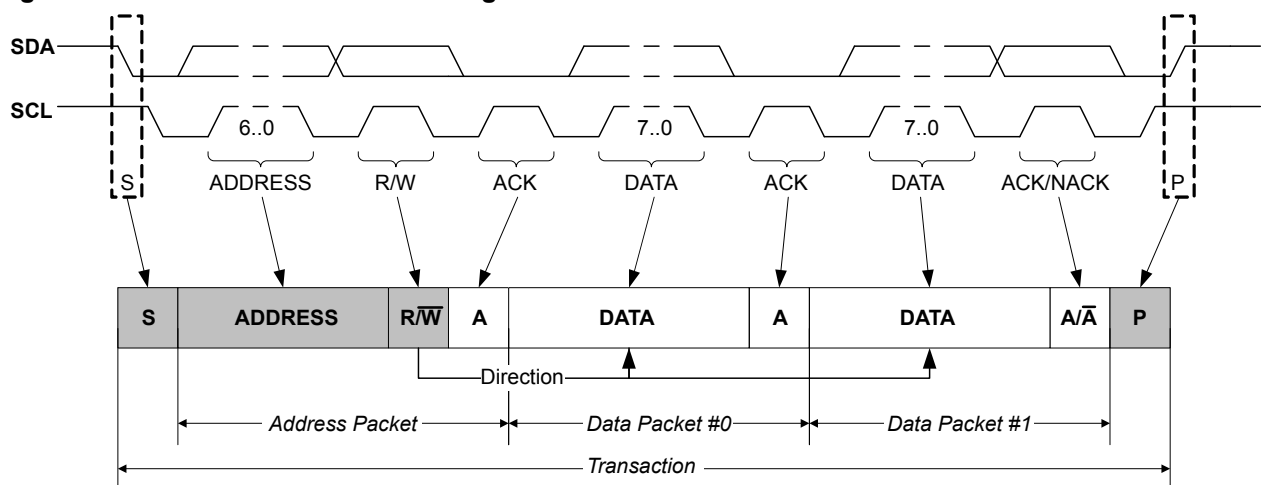 SDA
SCL
6..0
7..0
7..0
S
ADDRESS
R/W
ACK
DATA
ACK
DATA
ACK/NACK
P
S
ADDRESS
R/W̅
A
DATA
A
DATA
A/A̅
P
Direction
Address Packet
Data Packet #0
Data Packet #1
Transaction